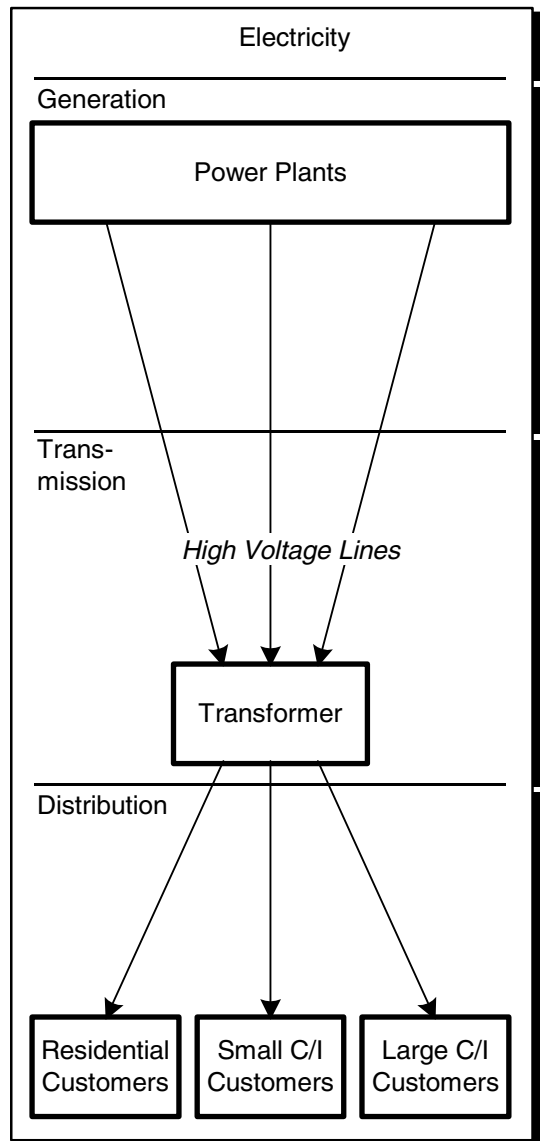 Electricity
Generation
Power Plants
Trans-
mission
High Voltage Lines
Transformer
Distribution
Residential
Customers
Small C/I
Customers
Large C/I
Customers